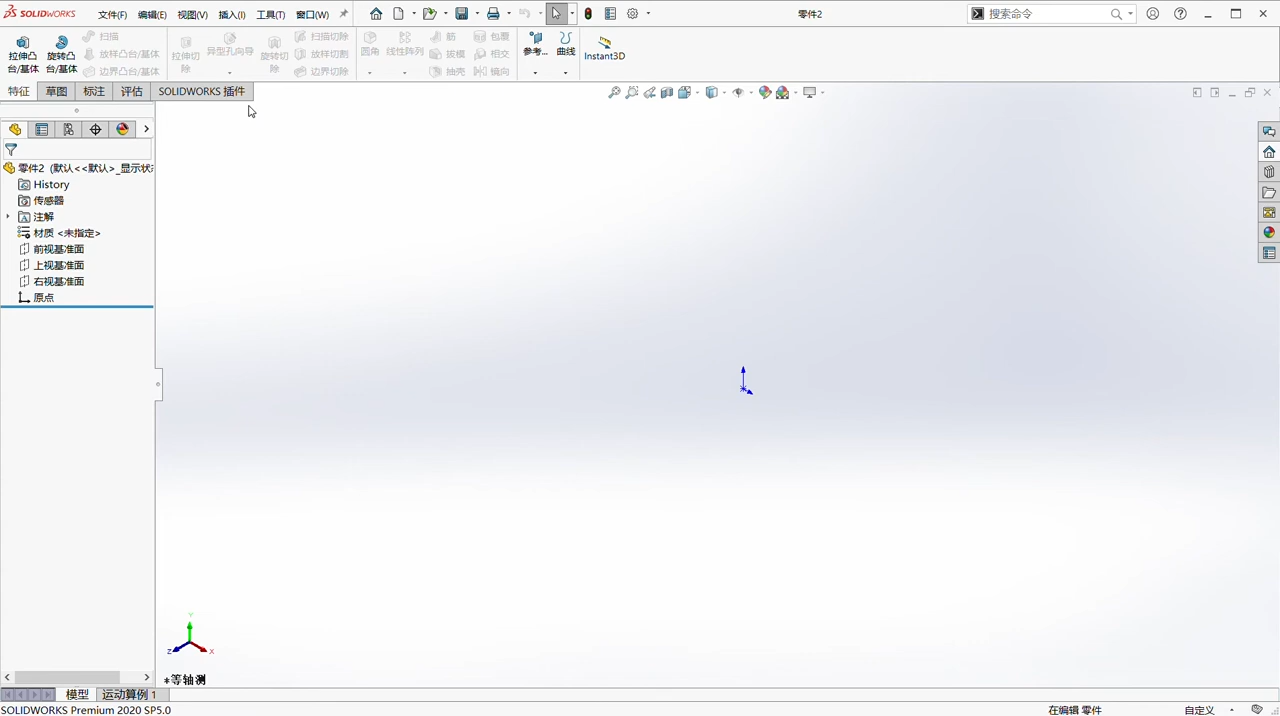 SOLIDWORKS 文件(F) 编辑(E) 视图(V) 插入(I) 工具(T) 窗口(W) 零件2 搜索命令
拉伸凸台/基体 旋转凸台/基体 扫描 放样凸台/基体 边界凸台/基体 拉伸切除 异型孔向导 旋转切除 扫描切除 放样切割 边界切除 圆角 线性阵列 筋 拔模 抽壳 包覆 相交 镜向 参考... 曲线 Instant3D
特征 草图 标注 评估 SOLIDWORKS 插件
零件2 (默认<<默认>_显示状态
History
传感器
注解
材质 <未指定>
前视基准面
上视基准面
右视基准面
原点
Y
Z X
*等轴测
模型 运动算例 1
SOLIDWORKS Premium 2020 SP5.0 在编辑 零件 自定义